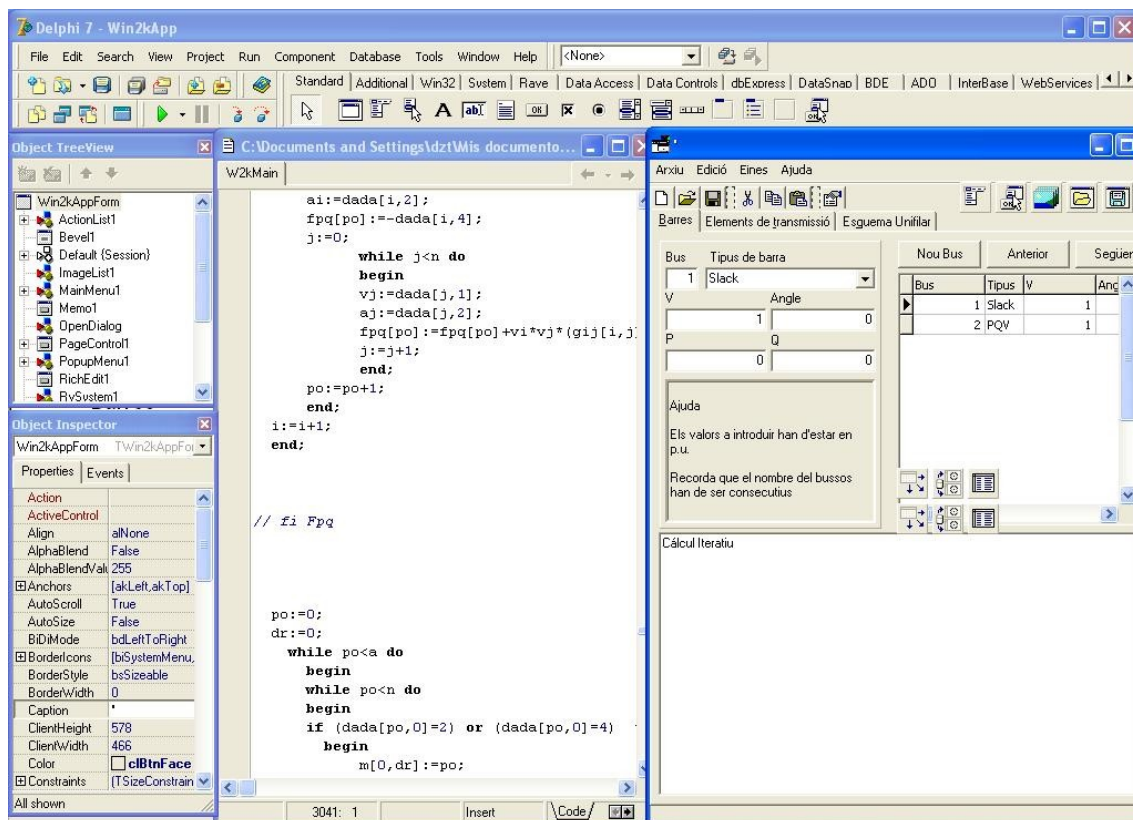 Delphi 7 - Win2kApp
File Edit Search View Project Run Component Database Tools Window Help <None>
Standard Additional Win32 System Rave Data Access Data Controls dbExpress DataSnap BDE ADO InterBase WebServices
Object TreeView
Win2kAppForm
ActionList1
Bevel1
Default {Session}
ImageList1
MainMenu1
Memo1
OpenDialog
PageControl1
PopupMenu1
RichEdit1
RvSystem1
Object Inspector
Win2kAppForm TWin2kAppFo
Properties Events
Action
ActiveControl
Align alNone
AlphaBlend False
AlphaBlendValu 255
Anchors [akLeft,akTop]
AutoScroll True
AutoSize False
BiDiMode bdLeftToRight
BorderIcons [biSystemMenu,
BorderStyle bsSizeable
BorderWidth 0
Caption '
ClientHeight 578
ClientWidth 466
Color clBtnFace
Constraints (TSizeConstrain
All shown
C:\Documents and Settings\dzt\Mis documento...
W2kMain
ai:=dada[i,2];
fpq[po]:=-dada[i,4];
j:=0;
while j<n do
begin
vj:=dada[j,1];
aj:=dada[j,2];
fpq[po]:=fpq[po]+vi*vj*(gij[i,j]
j:=j+1;
end;
po:=po+1;
end;
i:=i+1;
end;
// fi Fpq
po:=0;
dr:=0;
while po<a do
begin
while po<n do
begin
if (dada[po,0]=2) or (dada[po,0]=4)
begin
m[0,dr]:=po;
3041: 1 Insert Code
'
Arxiu Edició Eines Ajuda
Barres Elements de transmissió Esguema Unifilar
Bus Tipus de barra
1 Slack
V Angle
1 0
P Q
0 0
Ajuda
Els valors a introduir han d'estar en
p.u.
Recorda que el nombre del bussos
han de ser consecutius
Nou Bus Anterior Següen
Bus Tipus V Ang
1 Slack 1
2 PQV 1
Cálcul Iteratiu